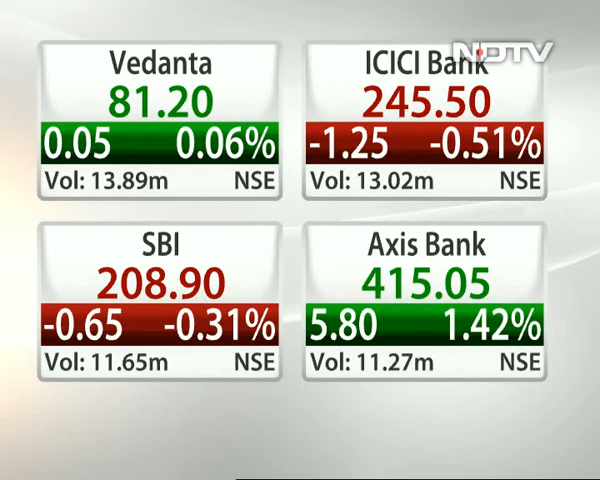 NDTV
Vedanta
81.20
0.05 0.06%
Vol: 13.89m NSE
ICICI Bank
245.50
-1.25 -0.51%
Vol: 13.02m NSE
SBI
208.90
-0.65 -0.31%
Vol: 11.65m NSE
Axis Bank
415.05
5.80 1.42%
Vol: 11.27m NSE